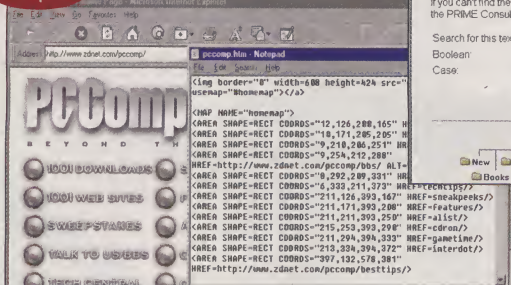 Microsoft Internet Explorer
File Edit View Go Favorites Help
Address http://www.zdnet.com/pccomp/
PCComp
BEYOND TH
1001 DOWNLOADS
1001 WEB SITES
SWEEPSTAKES
TALK TO US/BBS
TECH CENTRAL
pccomp.htm - Notepad
File Edit Search Help
<img border="0" width=608 height=424 src="
usemap="#homemap"></a>
<MAP NAME="homemap">
<AREA SHAPE=RECT COORDS="12,126,208,165" H
<AREA SHAPE=RECT COORDS="10,171,205,205" H
<AREA SHAPE=RECT COORDS="9,210,206,251" HR
<AREA SHAPE=RECT COORDS="9,254,212,288"
HREF=http://www.zdnet.com/pccomp/bbs/ ALT=
<AREA SHAPE=RECT COORDS="8,292,209,331" HR
<AREA SHAPE=RECT COORDS="6,333,211,373" HREF=techtips/>
<AREA SHAPE=RECT COORDS="211,126,393,167" HREF=sneakpeeks/>
<AREA SHAPE=RECT COORDS="211,171,393,208" HREF=features/>
<AREA SHAPE=RECT COORDS="211,211,393,250" HREF=alist/>
<AREA SHAPE=RECT COORDS="215,253,393,290" HREF=cdrom/>
<AREA SHAPE=RECT COORDS="211,294,394,333" HREF=gametime/>
<AREA SHAPE=RECT COORDS="213,334,394,372" HREF=interdot/>
<AREA SHAPE=RECT COORDS="397,132,578,381"
HREF=http://www.zdnet.com/pccomp/besttips/>
If you can't find the
the PRIME Consul
Search for this tex
Boolean:
Case:
New
Books